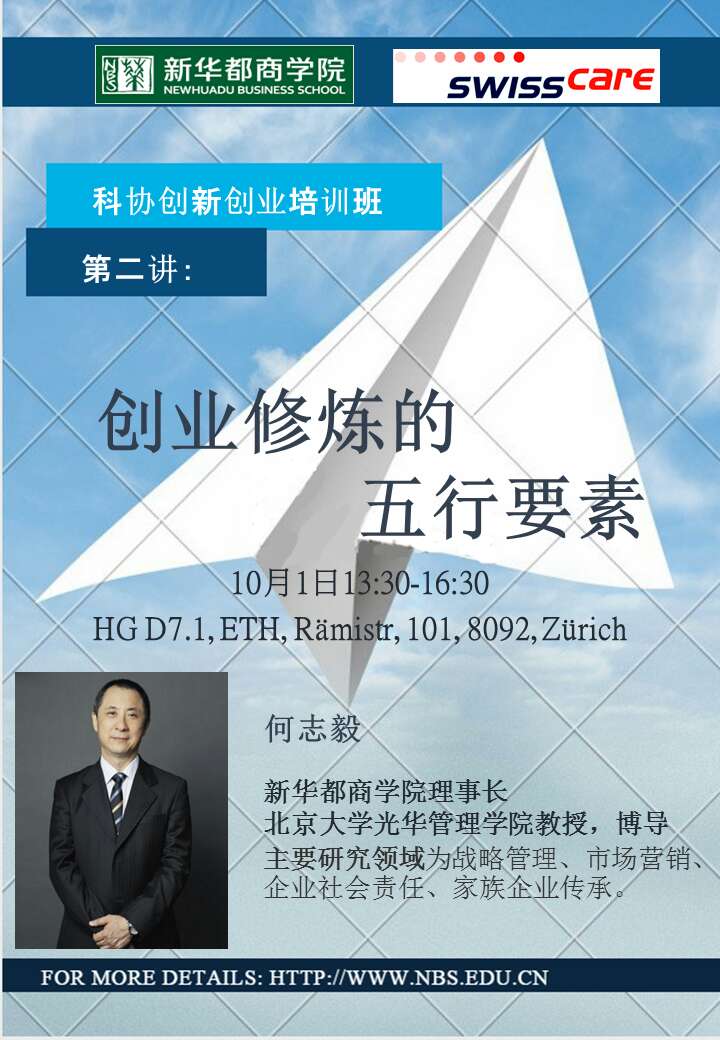 新华都商学院
NEWHUADU BUSINESS SCHOOL
swisscare
科协创新创业培训班
第二讲:
创业修炼的
五行要素
10月1日13:30-16:30
HG D7.1, ETH, Rämistr, 101, 8092, Zürich
何志毅
新华都商学院理事长
北京大学光华管理学院教授，博导
主要研究领域为战略管理、市场营销、
企业社会责任、家族企业传承。
FOR MORE DETAILS: HTTP://WWW.NBS.EDU.CN